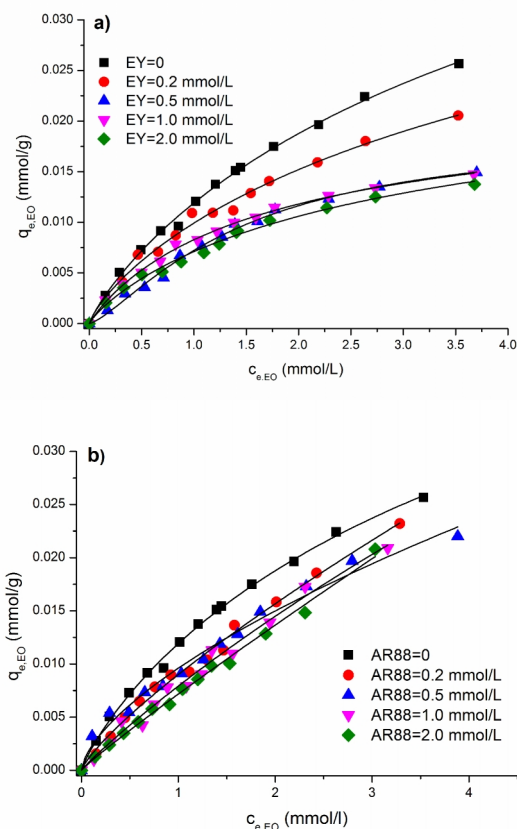 a)
EY=0
EY=0.2 mmol/L
EY=0.5 mmol/L
EY=1.0 mmol/L
EY=2.0 mmol/L
0.030
0.025
0.020
0.015
0.010
0.005
0.000
q e,EO (mmol/g)
0.0 0.5 1.0 1.5 2.0 2.5 3.0 3.5 4.0
c e,EO (mmol/L)
b)
0.030
0.025
0.020
0.015
0.010
0.005
0.000
q e,EO (mmol/g)
AR88=0
AR88=0.2 mmol/L
AR88=0.5 mmol/L
AR88=1.0 mmol/L
AR88=2.0 mmol/L
0 1 2 3 4
c e,EO (mmol/l)